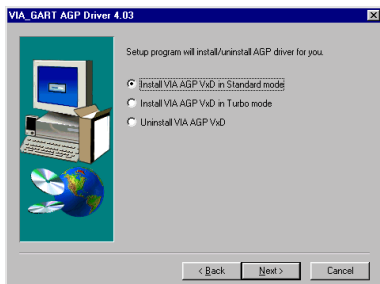 VIA_GART AGP Driver 4.03
Setup program will install/uninstall AGP driver for you.
Install VIA AGP VxD in Standard mode
Install VIA AGP VxD in Turbo mode
Uninstall VIA AGP VxD
< Back
Next >
Cancel